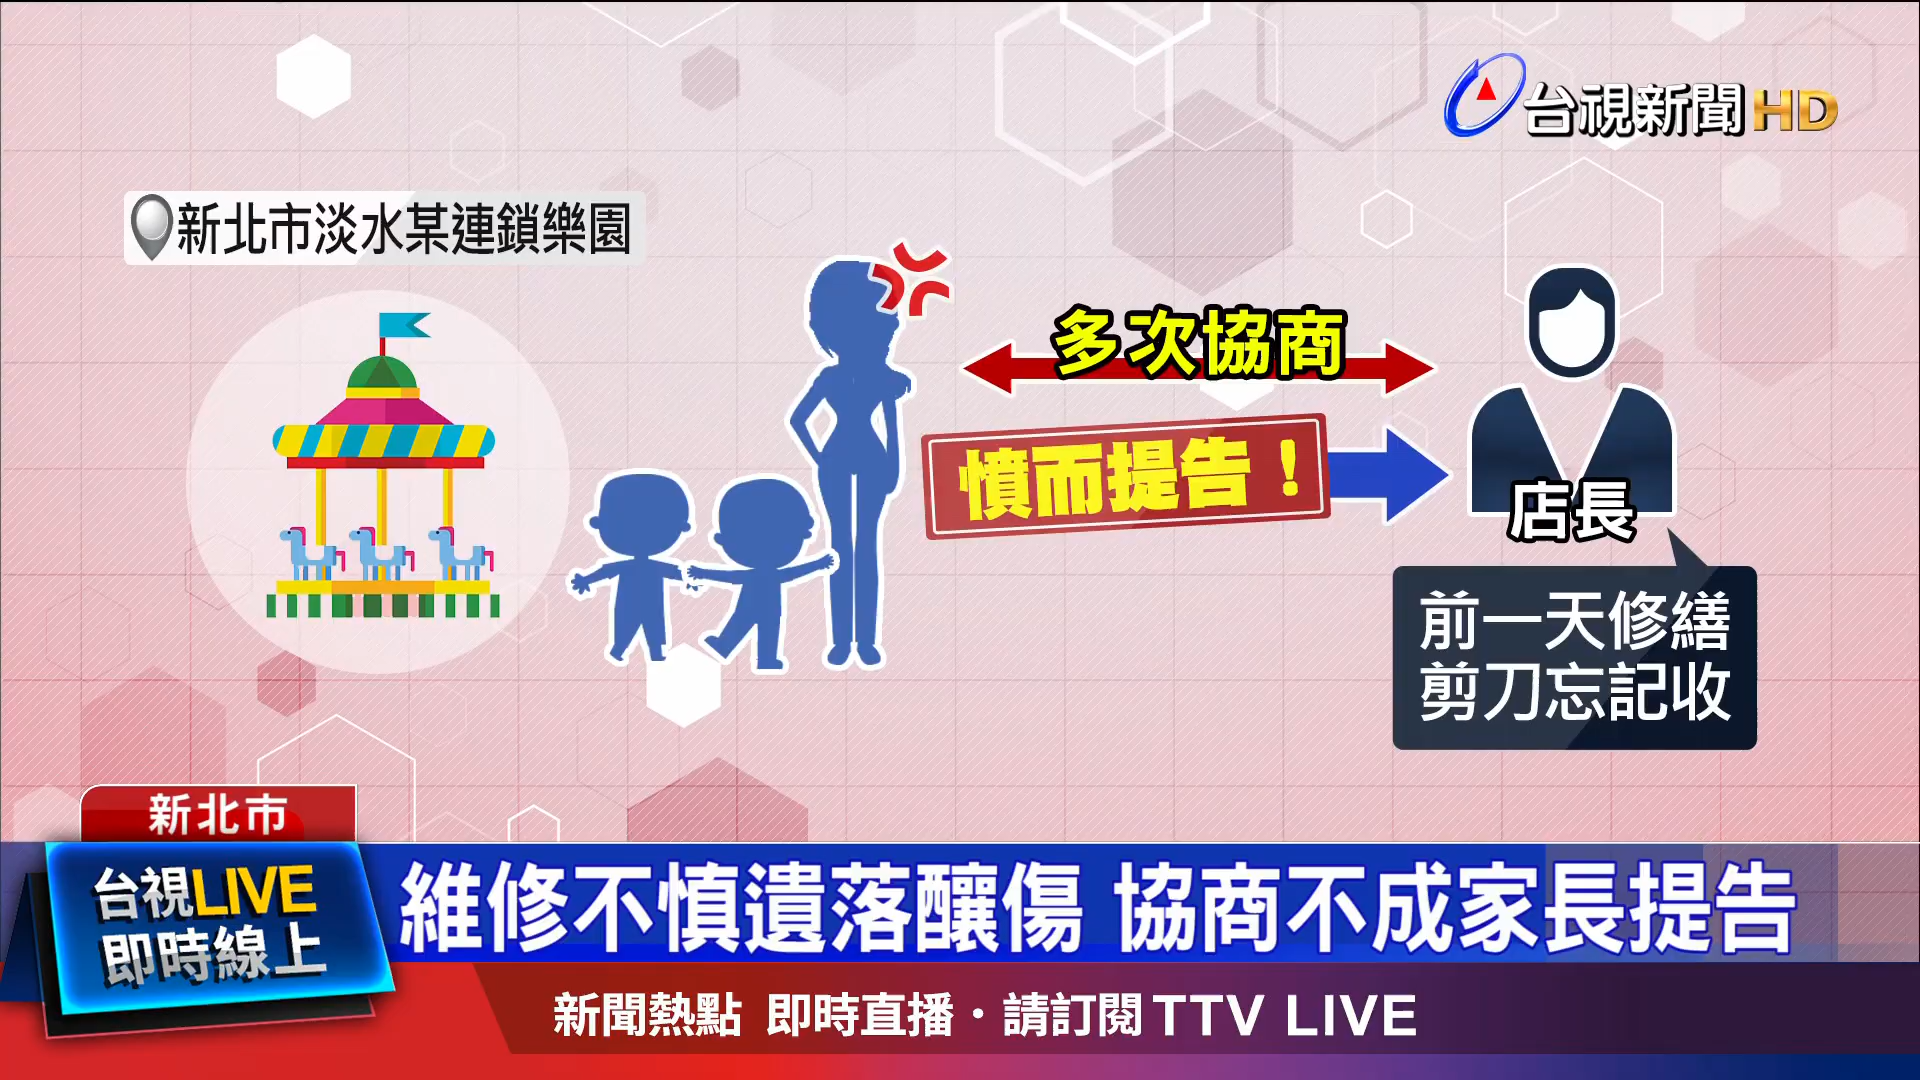 台視新聞HD
新北市淡水某連鎖樂園
多次協商
憤而提告！
店長
前一天修繕
剪刀忘記收
新北市
台視LIVE
即時線上
維修不慎遺落釀傷 協商不成家長提告
新聞熱點 即時直播・請訂閱TTV LIVE